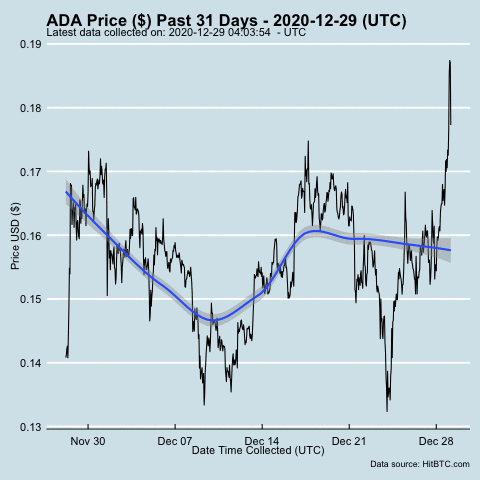 ADA Price ($) Past 31 Days - 2020-12-29 (UTC)
Latest data collected on: 2020-12-29 04:03:54 - UTC
0.19
0.18
0.17
0.16
0.15
0.14
0.13
Price USD ($)
Nov 30
Dec 07
Dec 14
Dec 21
Dec 28
Date Time Collected (UTC)
Data source: HitBTC.com